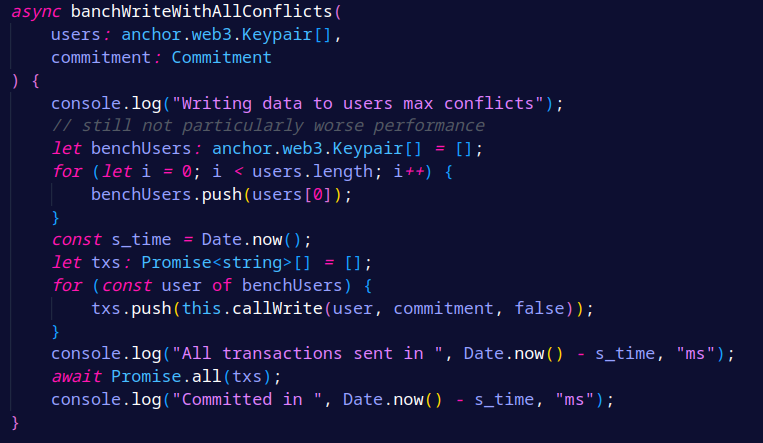 async banchWriteWithAllConflicts(
users: anchor.web3.Keypair[],
commitment: Commitment
) {
console.log("Writing data to users max conflicts");
// still not particularly worse performance
let benchUsers: anchor.web3.Keypair[] = [];
for (let i = 0; i < users.length; i++) {
benchUsers.push(users[0]);
}
const s_time = Date.now();
let txs: Promise<string>[] = [];
for (const user of benchUsers) {
txs.push(this.callWrite(user, commitment, false));
}
console.log("All transactions sent in ", Date.now() - s_time, "ms");
await Promise.all(txs);
console.log("Committed in ", Date.now() - s_time, "ms");
}